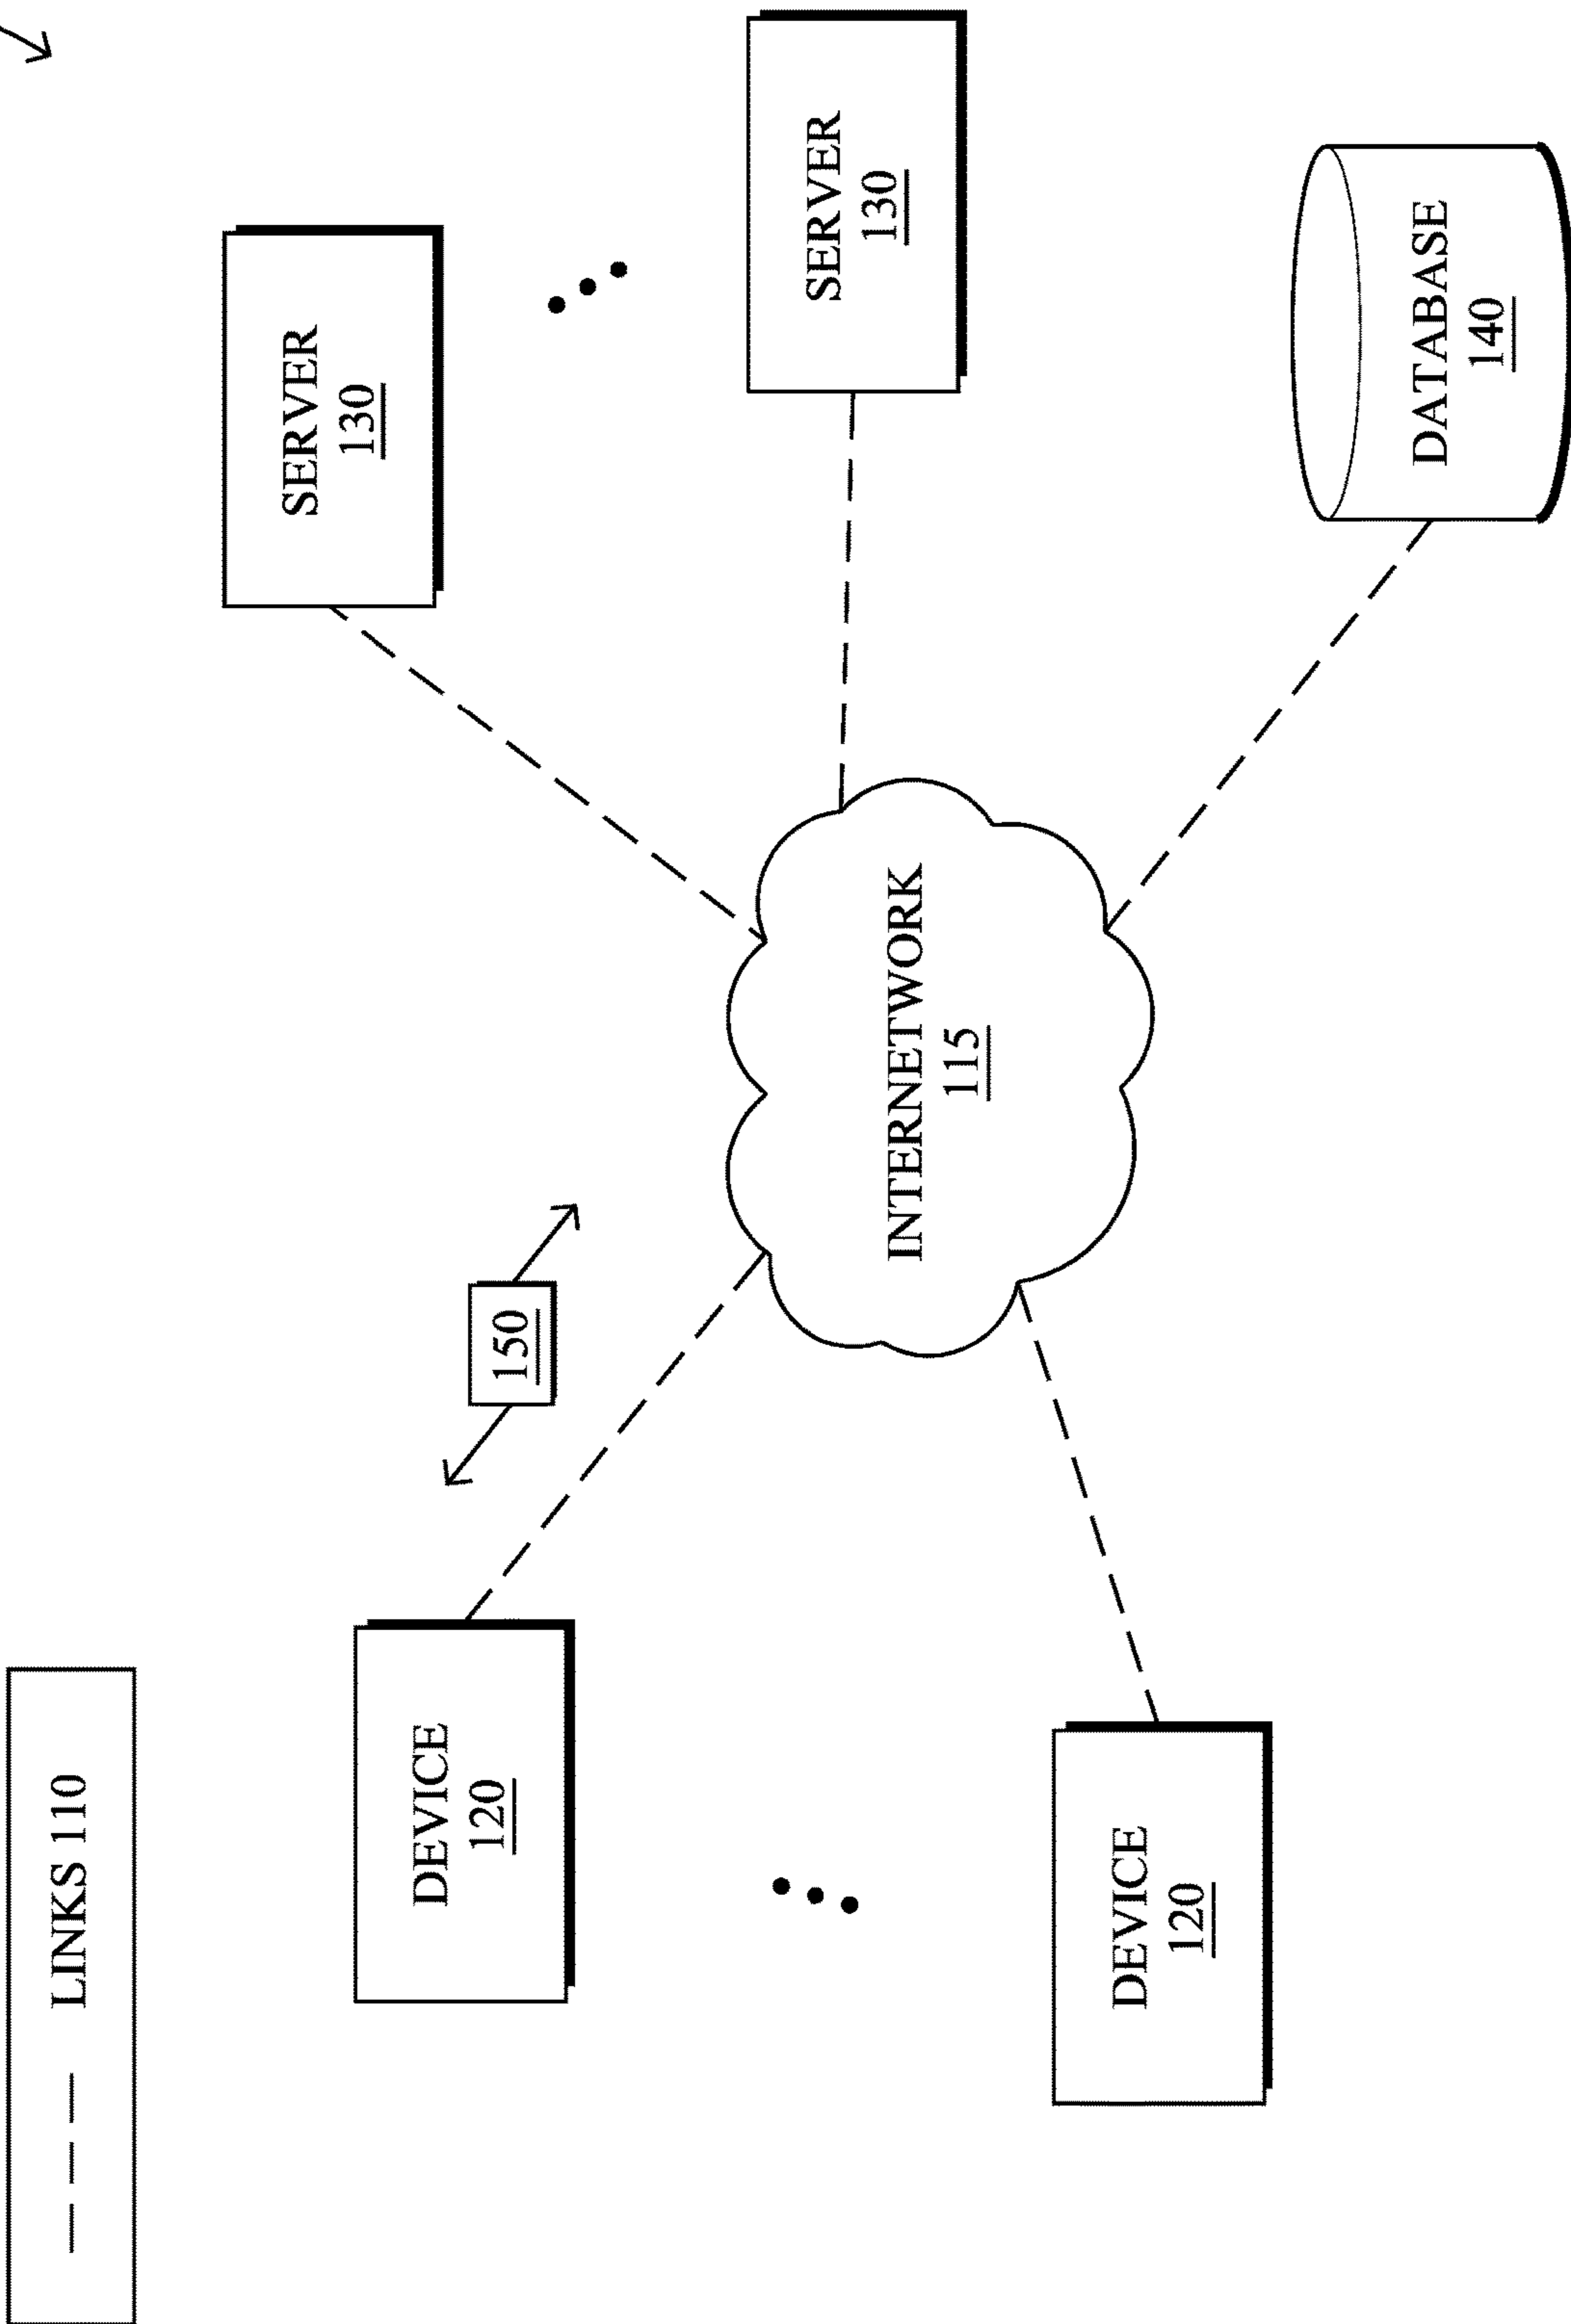 LINKS 110
DEVICE
120
DEVICE
120
150
INTERNETWORK
115
SERVER
130
SERVER
130
DATABASE
140